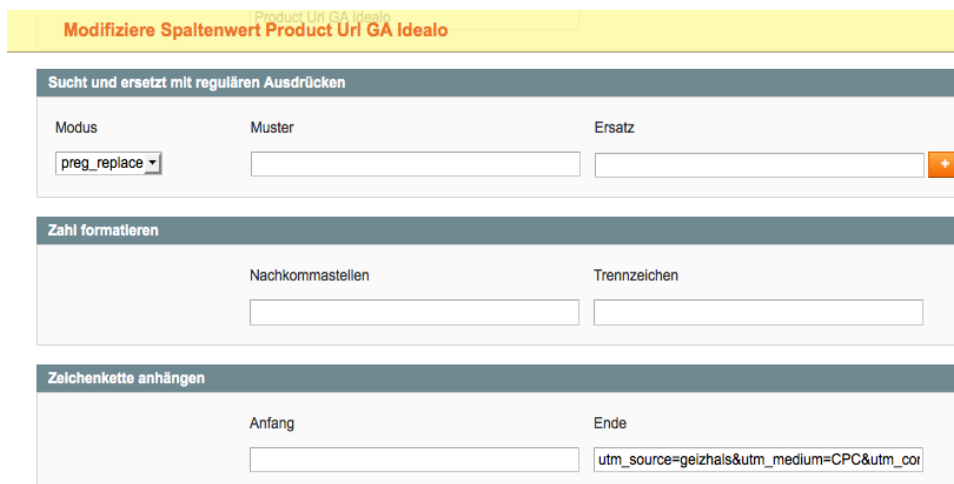 Product Url GA Idealo
Modifiziere Spaltenwert Product Url GA Idealo
Sucht und ersetzt mit regulären Ausdrücken
Modus Muster Ersatz
preg_replace
+
Zahl formatieren
Nachkommastellen Trennzeichen
Zeichenkette anhängen
Anfang Ende
utm_source=geizhals&utm_medium=CPC&utm_cor